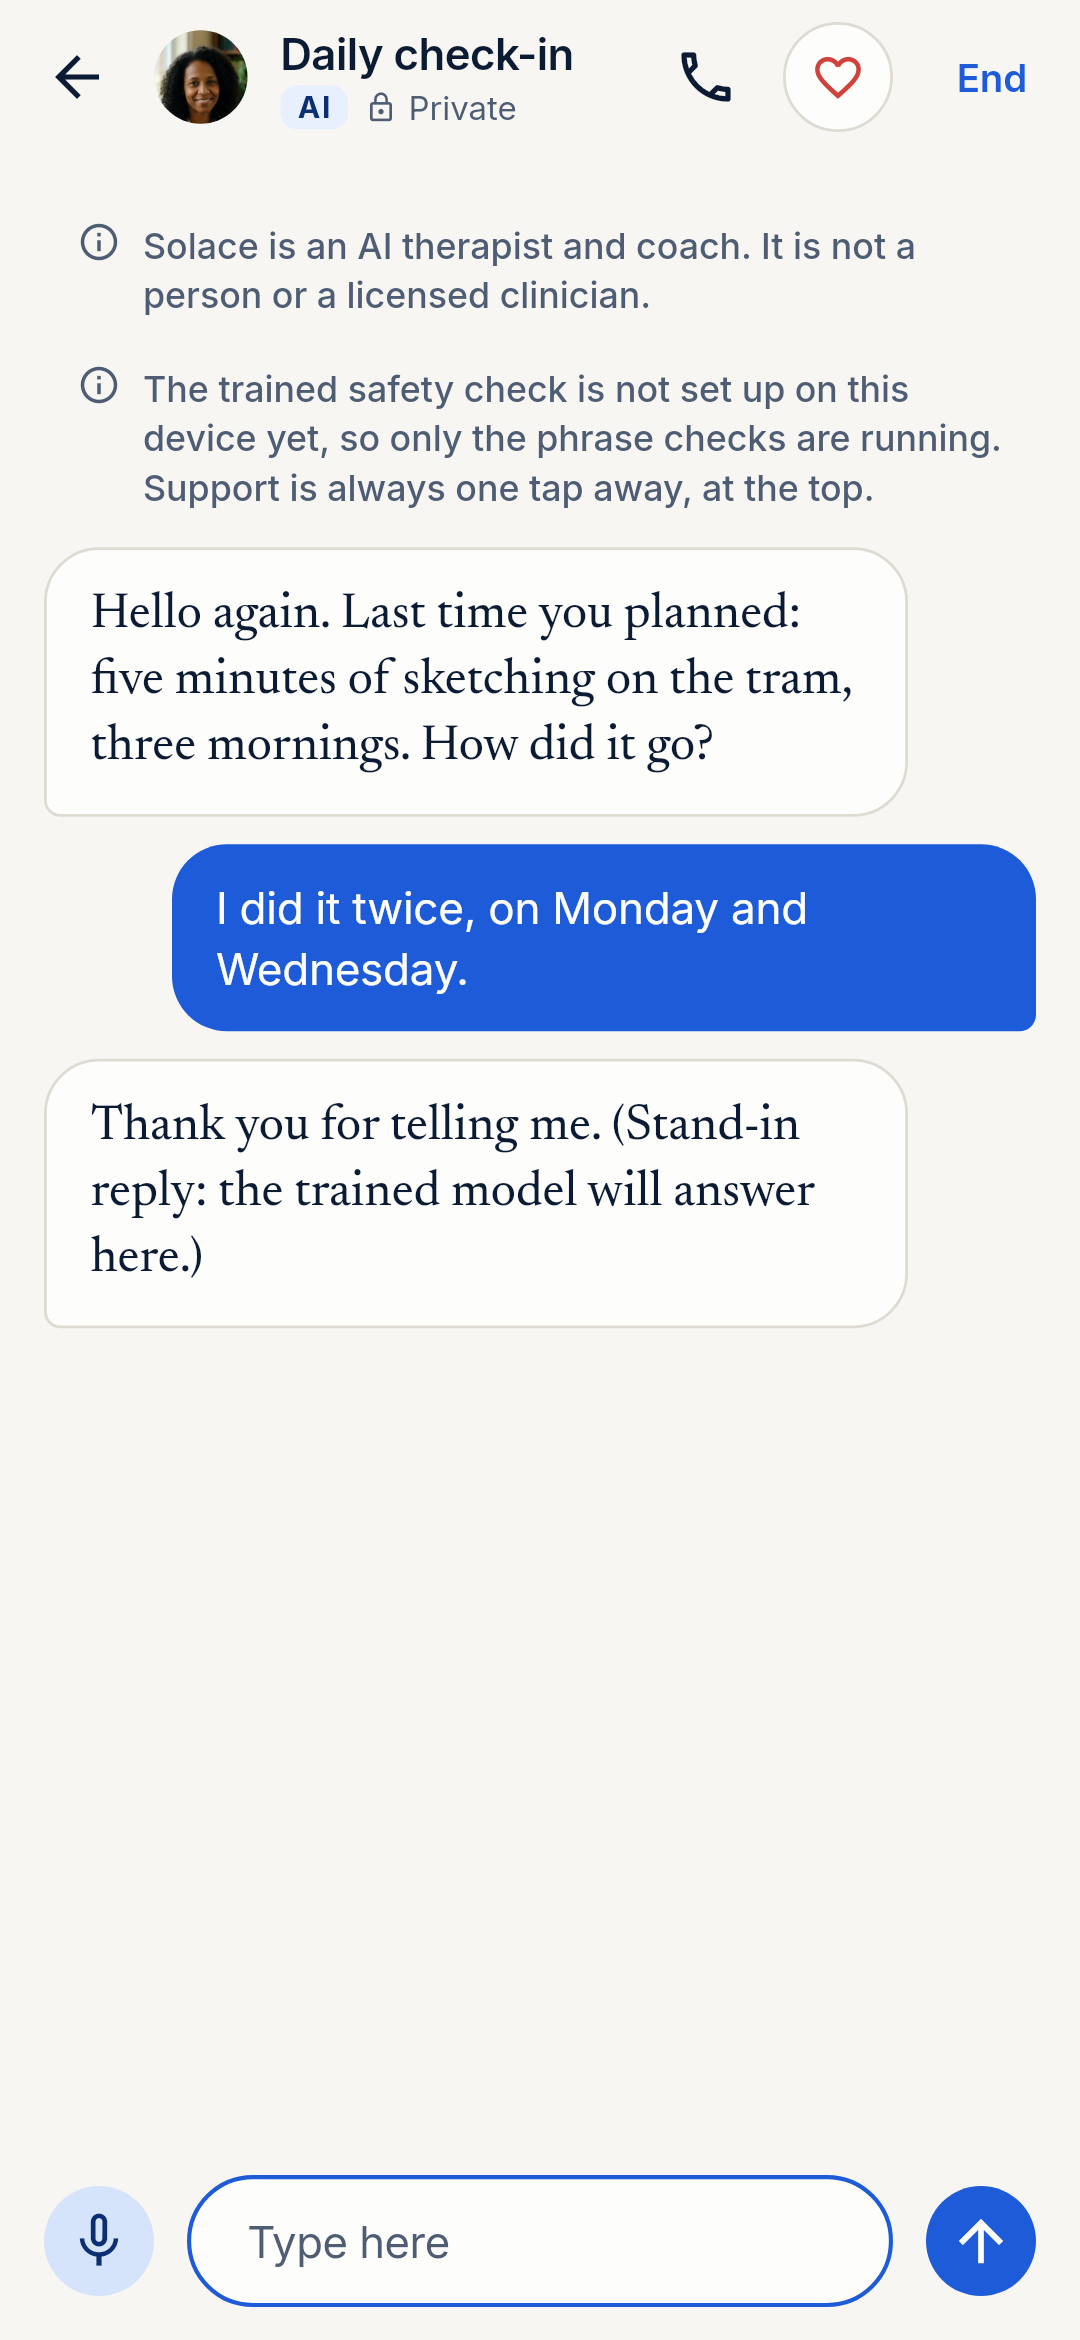 Daily check-in
AI Private
End
Solace is an AI therapist and coach. It is not a
person or a licensed clinician.
The trained safety check is not set up on this
device yet, so only the phrase checks are running.
Support is always one tap away, at the top.
Hello again. Last time you planned:
five minutes of sketching on the tram,
three mornings. How did it go?
I did it twice, on Monday and
Wednesday.
Thank you for telling me. (Stand-in
reply: the trained model will answer
here.)
Type here